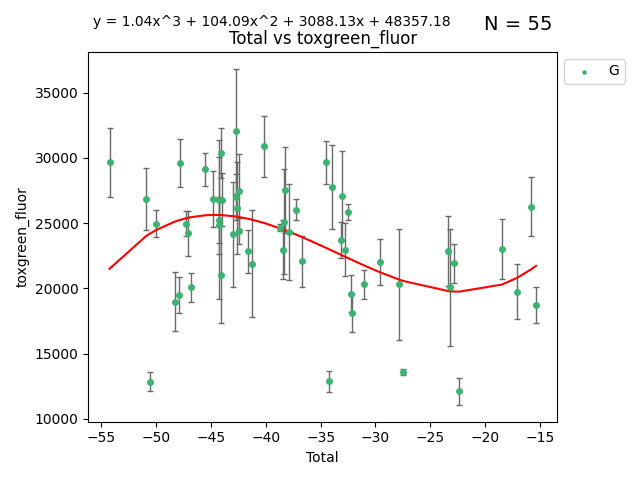 y = 1.04x^3 + 104.09x^2 + 3088.13x + 48357.18
N = 55
Total vs toxgreen_fluor
G
toxgreen_fluor
35000
30000
25000
20000
15000
10000
−55
−50
−45
−40
−35
−30
−25
−20
−15
Total